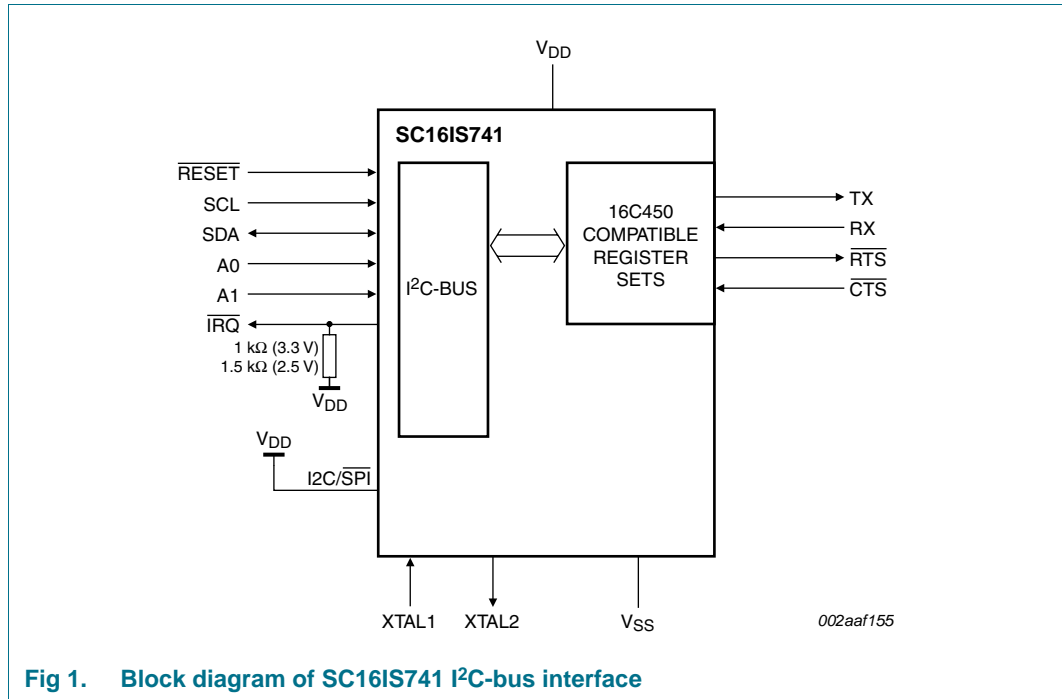 VDD
SC16IS741
RESET
SCL
SDA
A0
A1
IRQ
1 kΩ (3.3 V)
1.5 kΩ (2.5 V)
VDD
VDD
I2C/SPI
I²C-BUS
16C450
COMPATIBLE
REGISTER
SETS
TX
RX
RTS
CTS
XTAL1
XTAL2
VSS
002aaf155
Fig 1. Block diagram of SC16IS741 I²C-bus interface